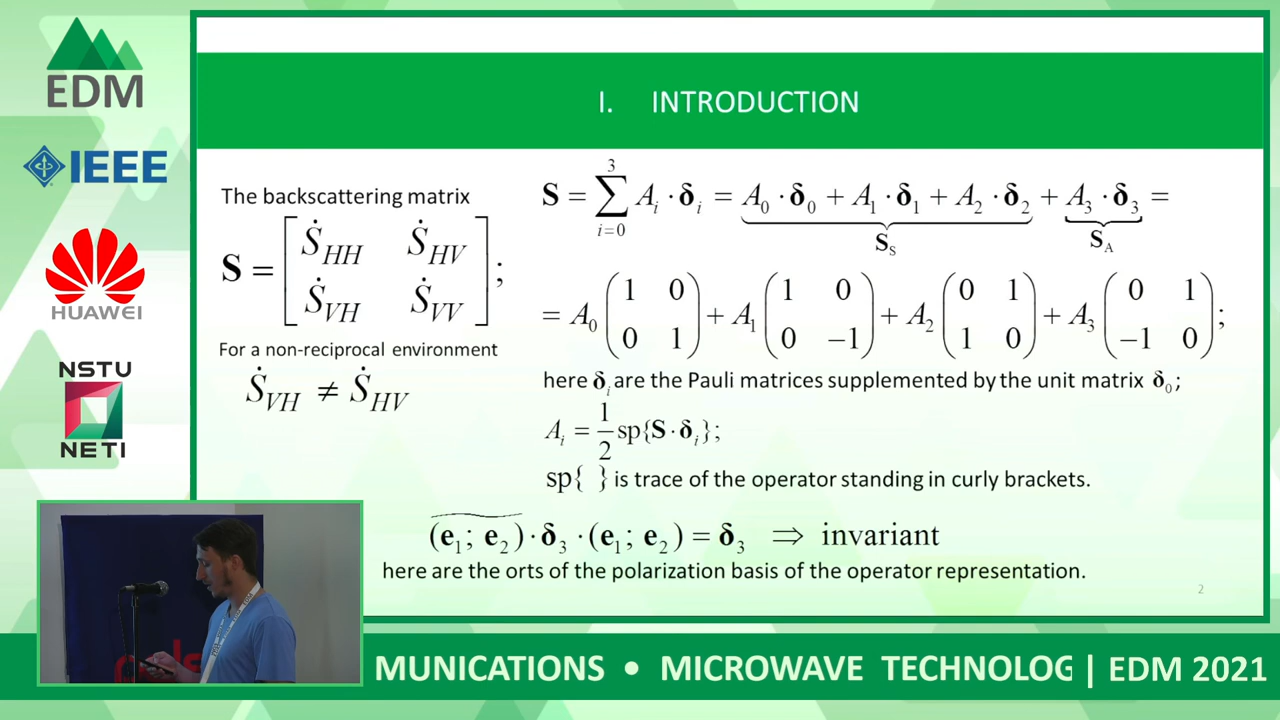 EDM
IEEE
HUAWEI
NSTU
NETI
I. INTRODUCTION
The backscattering matrix
S = [ Ṡ_HH Ṡ_HV
Ṡ_VH Ṡ_VV ] ;
For a non-reciprocal environment
Ṡ_VH ≠ Ṡ_HV
S = ∑_{i=0}^{3} A_i · δ_i = A_0 · δ_0 + A_1 · δ_1 + A_2 · δ_2 + A_3 · δ_3 =
S_S S_A
= A_0 ( 1 0 ; 0 1 ) + A_1 ( 1 0 ; 0 −1 ) + A_2 ( 0 1 ; 1 0 ) + A_3 ( 0 1 ; −1 0 ) ;
here δ_i are the Pauli matrices supplemented by the unit matrix δ_0 ;
A_i = 1/2 sp{S · δ_i};
sp{ } is trace of the operator standing in curly brackets.
(e_1; e_2) · δ_3 · (e_1; e_2) = δ_3 ⇒ invariant
here are the orts of the polarization basis of the operator representation.
2
MUNICATIONS • MICROWAVE TECHNOLOG | EDM 2021